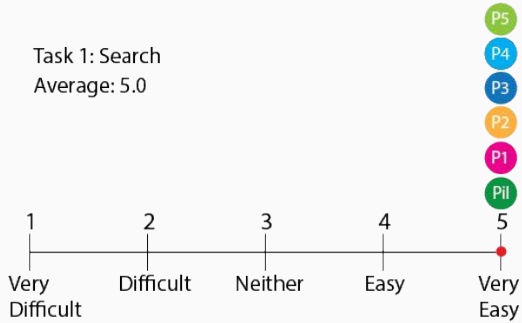 P5
Task 1: Search
P4
Average: 5.0
P3
P2
P1
Pil
1 2 3 4 5
Very Difficult Neither Easy Very
Difficult Easy